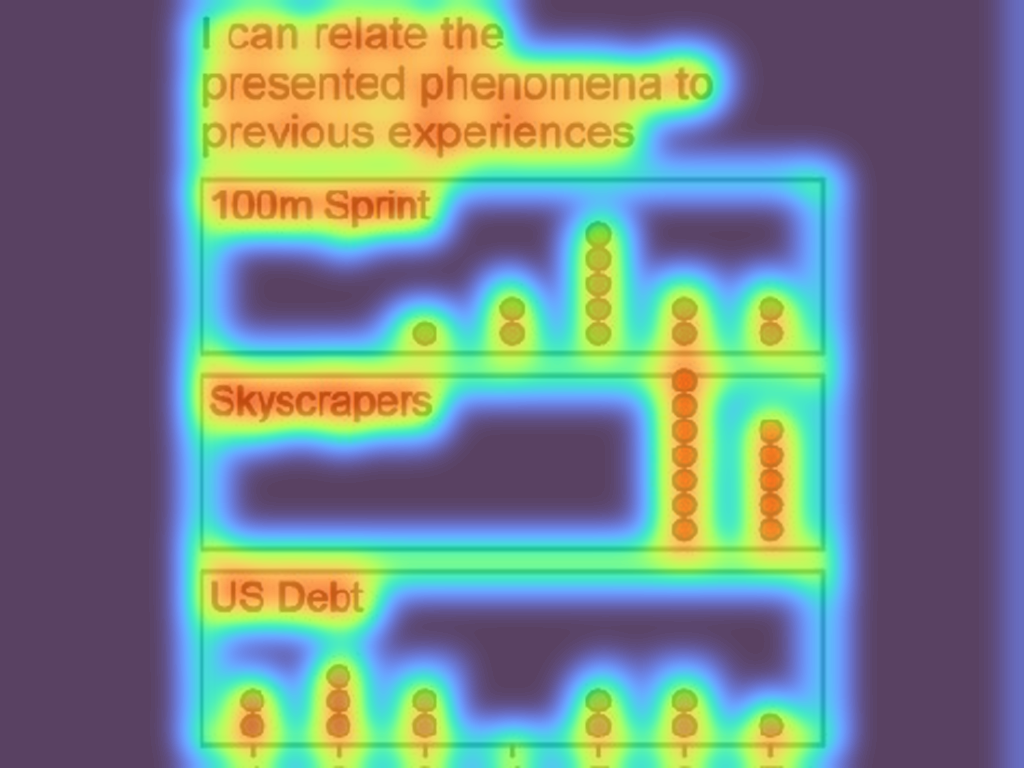 I can relate the
presented phenomena to
previous experiences
100m Sprint
Skyscrapers
US Debt